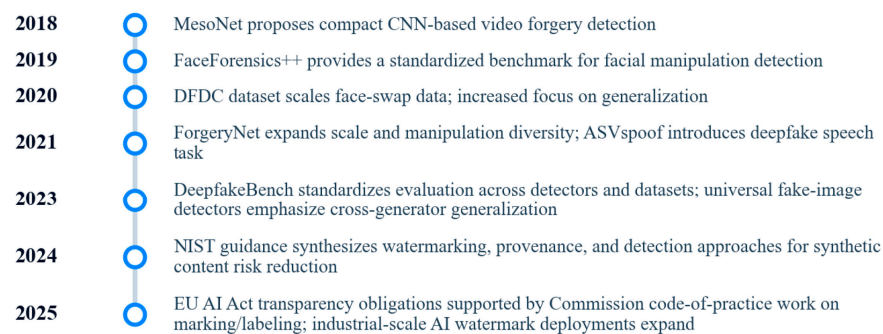 2018 MesoNet proposes compact CNN-based video forgery detection
2019 FaceForensics++ provides a standardized benchmark for facial manipulation detection
2020 DFDC dataset scales face-swap data; increased focus on generalization
2021 ForgeryNet expands scale and manipulation diversity; ASVspoof introduces deepfake speech
task
2023 DeepfakeBench standardizes evaluation across detectors and datasets; universal fake-image
detectors emphasize cross-generator generalization
2024 NIST guidance synthesizes watermarking, provenance, and detection approaches for synthetic
content risk reduction
2025 EU AI Act transparency obligations supported by Commission code-of-practice work on
marking/labeling; industrial-scale AI watermark deployments expand